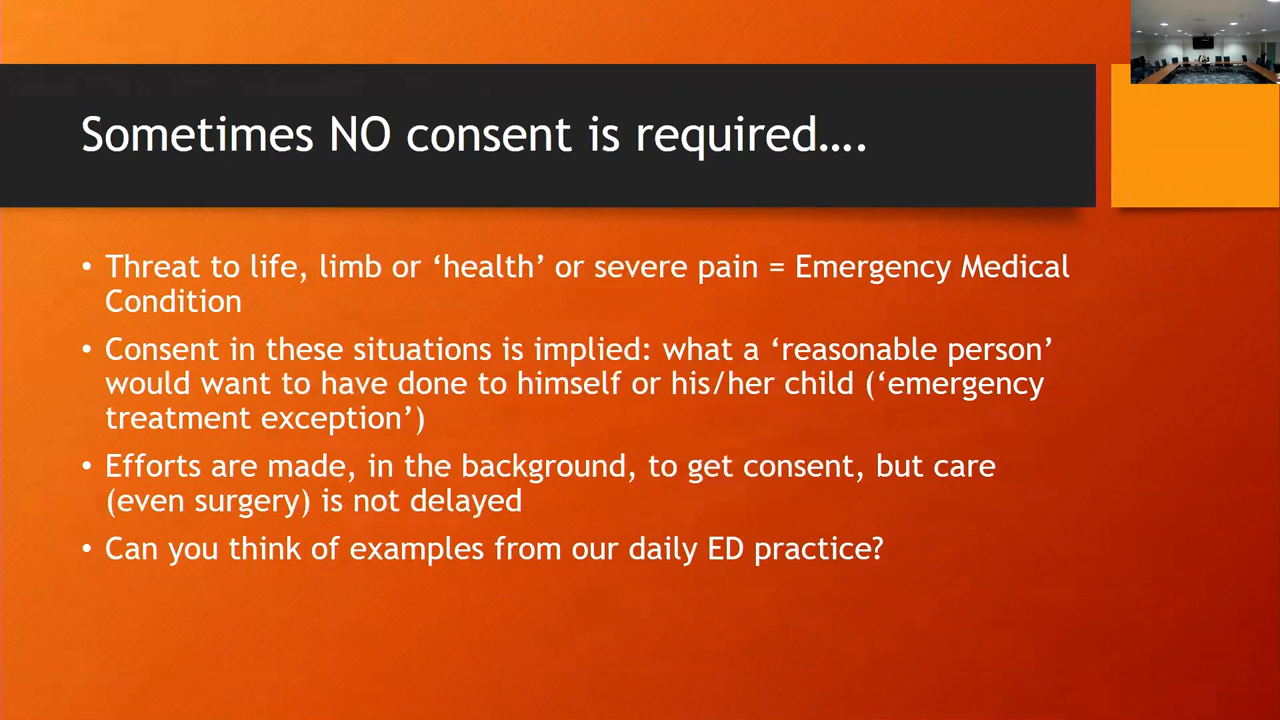 Sometimes NO consent is required....
• Threat to life, limb or ‘health’ or severe pain = Emergency Medical
Condition
• Consent in these situations is implied: what a ‘reasonable person’
would want to have done to himself or his/her child (‘emergency
treatment exception’)
• Efforts are made, in the background, to get consent, but care
(even surgery) is not delayed
• Can you think of examples from our daily ED practice?